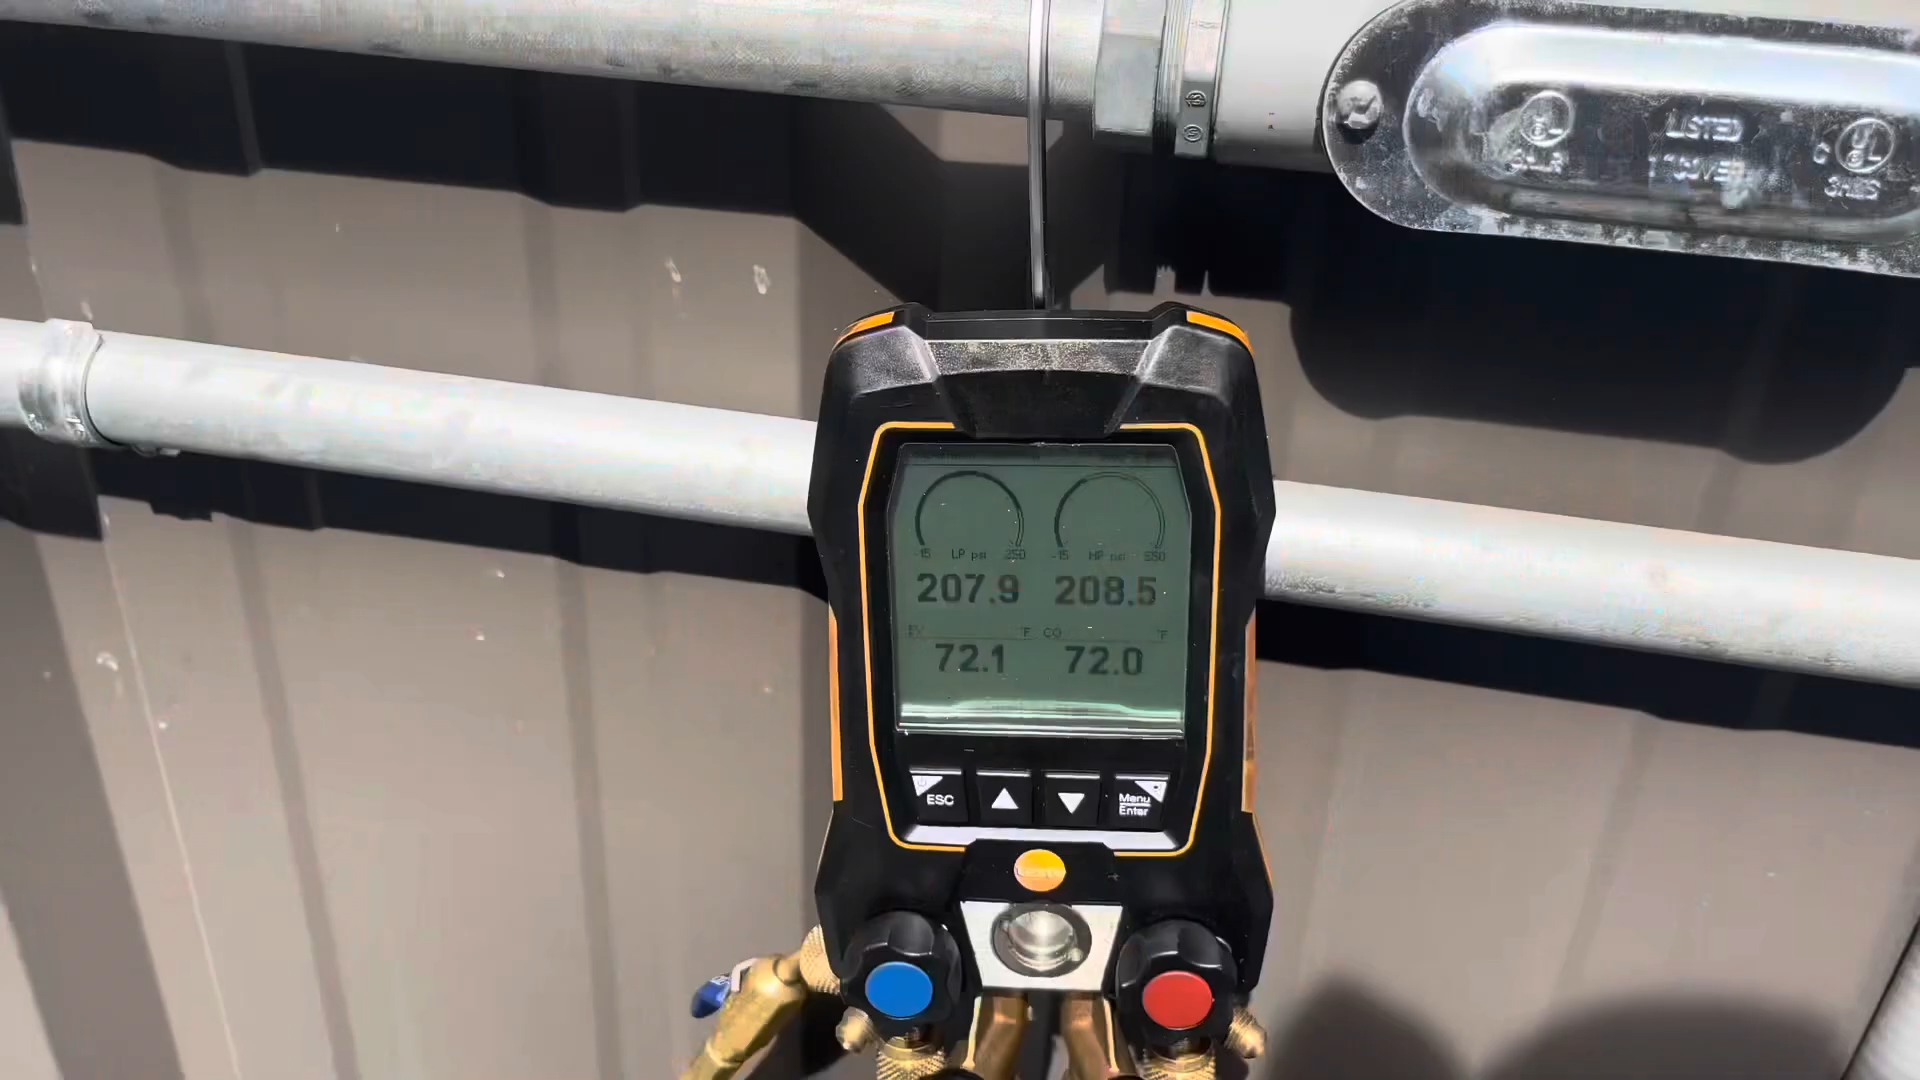 LISTED
-15 LP psi 250
-15 HP psi 550
207.9 208.5
EV °F CO °F
72.1 72.0
ESC
Menu
Enter
testo